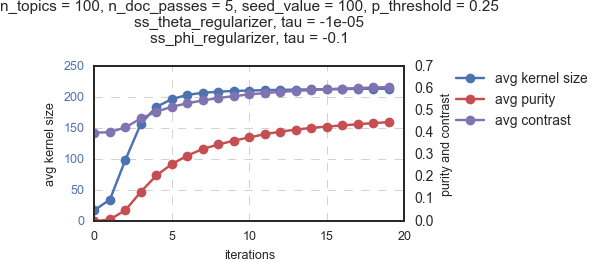 n_topics = 100, n_doc_passes = 5, seed_value = 100, p_threshold = 0.25
ss_theta_regularizer, tau = -1e-05
ss_phi_regularizer, tau = -0.1
250
200
150
100
50
0
avg kernel size
0.7
0.6
0.5
0.4
0.3
0.2
0.1
0.0
purity and contrast
avg kernel size
avg purity
avg contrast
0
5
10
15
20
iterations